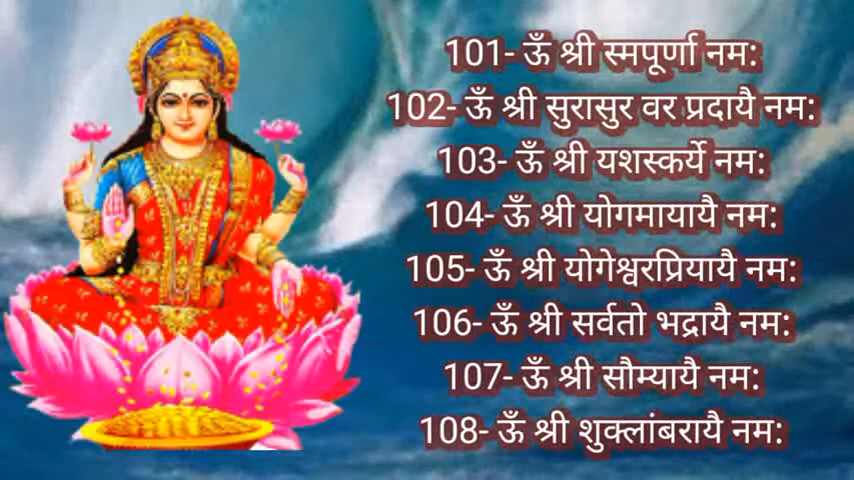 101- ऊँ श्री स्मपूर्णा नम:
102- ऊँ श्री सुरासुर वर प्रदायै नम:
103- ऊँ श्री यशस्कर्ये नम:
104- ऊँ श्री योगमायायै नम:
105- ऊँ श्री योगेश्वरप्रियायै नम:
106- ऊँ श्री सर्वतो भद्रायै नम:
107- ऊँ श्री सौम्यायै नम:
108- ऊँ श्री शुक्लांबरायै नम: